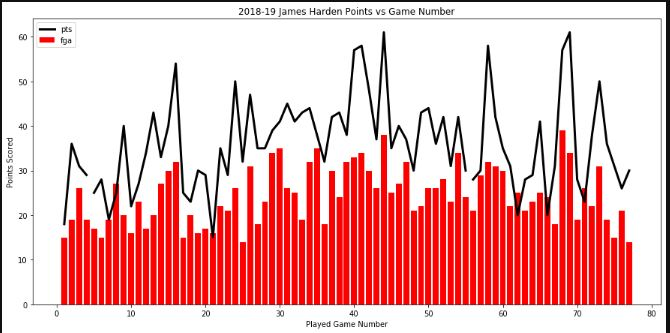 2018-19 James Harden Points vs Game Number
pts
fga
60
50
40
30
20
10
0
Points Scored
0 10 20 30 40 50 60 70 80
Played Game Number